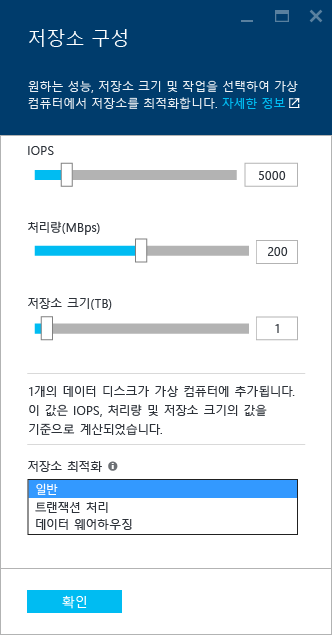 저장소 구성
원하는 성능, 저장소 크기 및 작업을 선택하여 가상
컴퓨터에서 저장소를 최적화합니다. 자세한 정보
IOPS
5000
처리량(MBps)
200
저장소 크기(TB)
1
1개의 데이터 디스크가 가상 컴퓨터에 추가됩니다.
이 값은 IOPS, 처리량 및 저장소 크기의 값을
기준으로 계산되었습니다.
저장소 최적화
일반
트랜잭션 처리
데이터 웨어하우징
확인